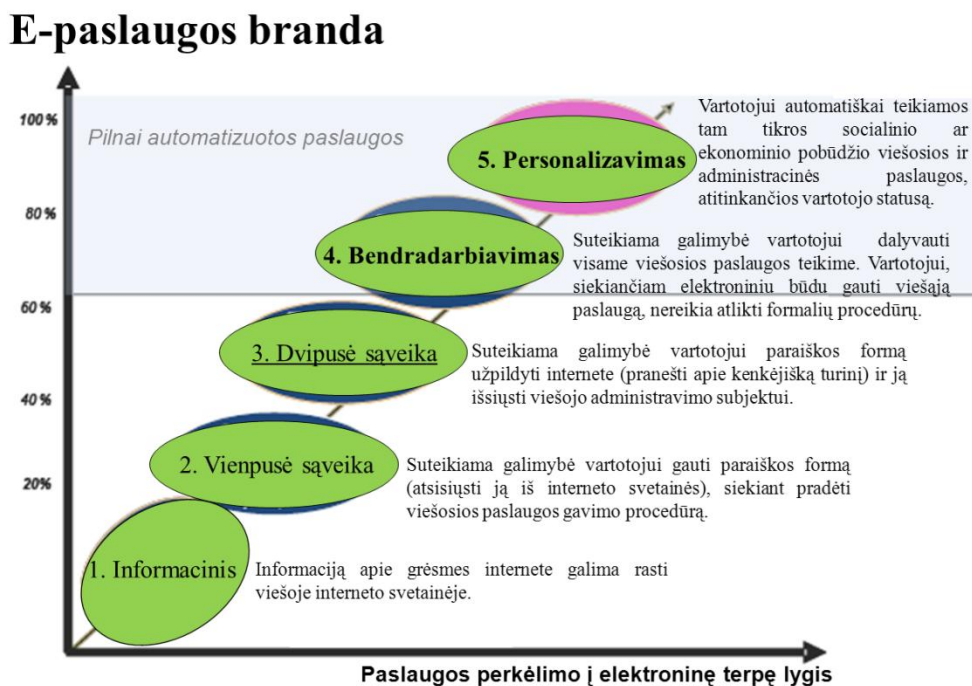 E-paslaugos branda
100%
80%
60%
40%
20%
Pilnai automatizuotos paslaugos
5. Personalizavimas
Vartotojui automatiškai teikiamos
tam tikros socialinio ar
ekonominio pobūdžio viešosios ir
administracinės paslaugos,
atitinkančios vartotojo statusą.
4. Bendradarbiavimas
Suteikiama galimybė vartotojui dalyvauti
visame viešosios paslaugos teikime. Vartotojui,
siekiančiam elektroniniu būdu gauti viešąją
paslaugą, nereikia atlikti formalių procedūrų.
3. Dvipusė sąveika
Suteikiama galimybė vartotojui paraiškos formą
užpildyti internete (pranešti apie kenkėjišką turinį) ir ją
išsiųsti viešojo administravimo subjektui.
2. Vienpusė sąveika
Suteikiama galimybė vartotojui gauti paraiškos formą
(atsisiųsti ją iš interneto svetainės), siekiant pradėti
viešosios paslaugos gavimo procedūrą.
1. Informacinis
Informaciją apie grėsmes internete galima rasti
viešoje interneto svetainėje.
Paslaugos perkėlimo į elektroninę terpę lygis